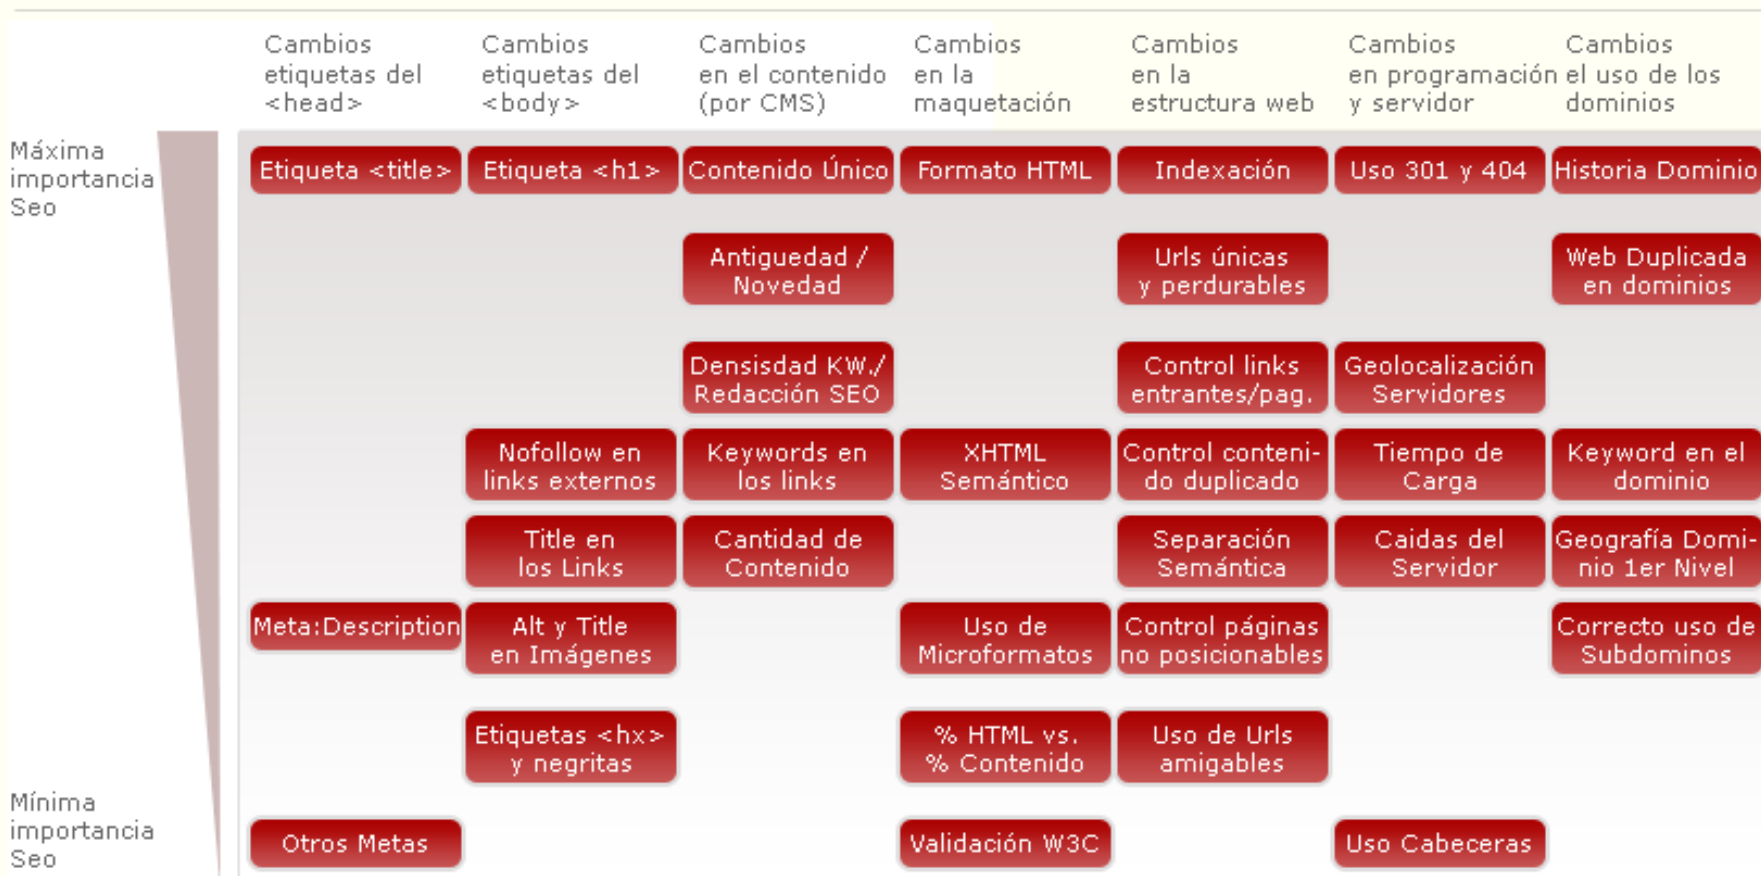 Cambios
etiquetas del
<head>
Cambios
etiquetas del
<body>
Cambios
en el contenido
(por CMS)
Cambios
en la
maquetación
Cambios
en la
estructura web
Cambios
en programación
y servidor
Cambios
el uso de los
dominios
Máxima
importancia
Seo
Etiqueta <title>
Etiqueta <h1>
Contenido Único
Formato HTML
Indexación
Uso 301 y 404
Historia Dominio
Antiguedad /
Novedad
Urls únicas
y perdurables
Web Duplicada
en dominios
Densisdad KW./
Redacción SEO
Control links
entrantes/pag.
Geolocalización
Servidores
Nofollow en
links externos
Keywords en
los links
XHTML
Semántico
Control conteni-
do duplicado
Tiempo de
Carga
Keyword en el
dominio
Title en
los Links
Cantidad de
Contenido
Separación
Semántica
Caidas del
Servidor
Geografía Domi-
nio 1er Nivel
Meta:Description
Alt y Title
en Imágenes
Uso de
Microformatos
Control páginas
no posicionables
Correcto uso de
Subdominos
Etiquetas <hx>
y negritas
% HTML vs.
% Contenido
Uso de Urls
amigables
Mínima
importancia
Seo
Otros Metas
Validación W3C
Uso Cabeceras